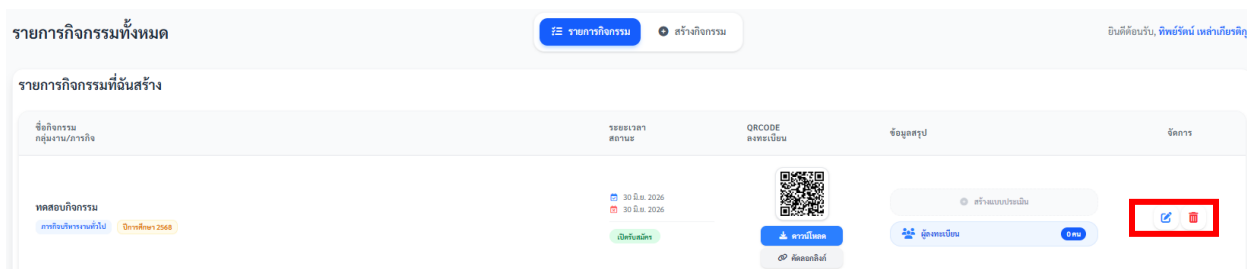 รายการกิจกรรมทั้งหมด
รายการกิจกรรม
สร้างกิจกรรม
ยินดีต้อนรับ, ทิพย์รัตน์ เหล่าเกียรติกุ
รายการกิจกรรมที่ฉันสร้าง
ชื่อกิจกรรม
กลุ่มงาน/ภารกิจ
ระยะเวลา
สถานะ
QRCODE
ลงทะเบียน
ข้อมูลสรุป
จัดการ
ทดสอบกิจกรรม
ภารกิจบริหารงานทั่วไป
ปีการศึกษา 2568
30 มิ.ย. 2026
30 มิ.ย. 2026
เปิดรับสมัคร
ดาวน์โหลด
คัดลอกลิงก์
สร้างแบบประเมิน
ผู้ลงทะเบียน
0 คน